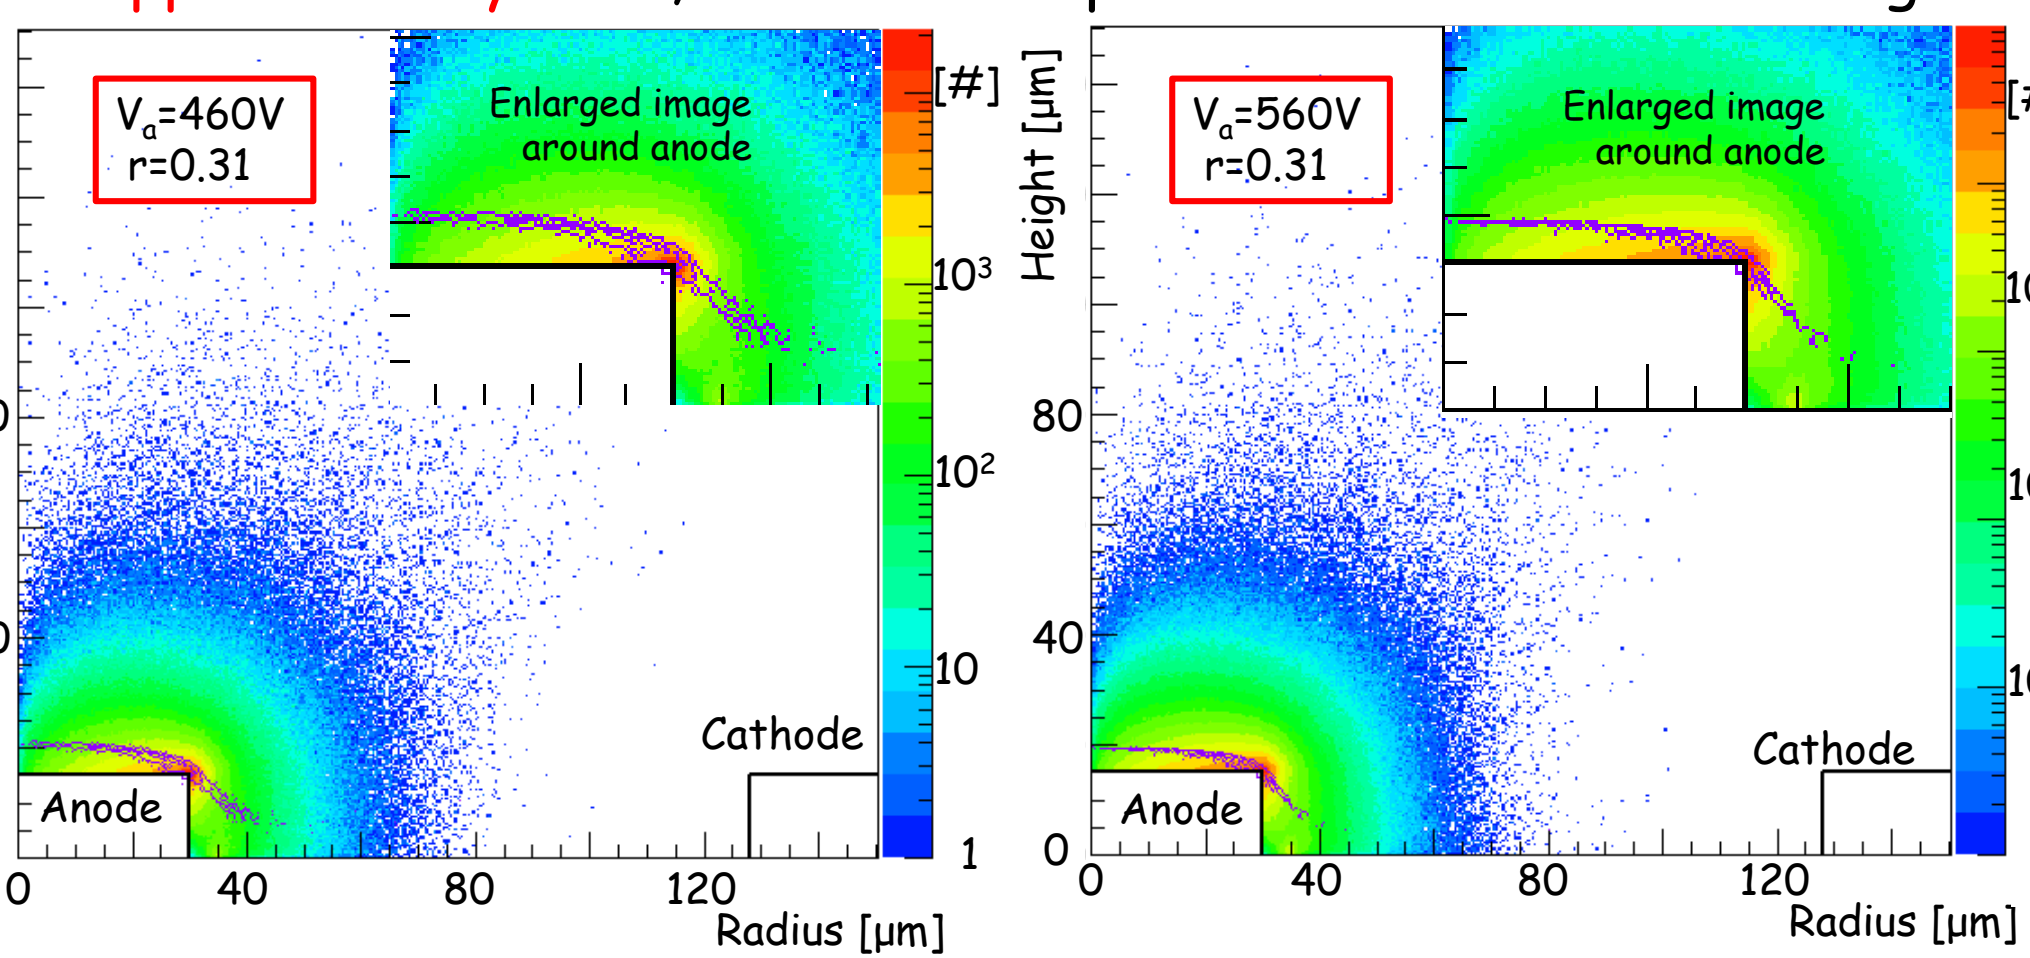 Vₐ=460V
r=0.31
Enlarged image
around anode
[#]
10³
10²
10
1
Cathode
Anode
0
40
80
120
Radius [μm]
Height [μm]
Vₐ=560V
r=0.31
Enlarged image
around anode
80
40
0
Cathode
Anode
0
40
80
120
Radius [μm]